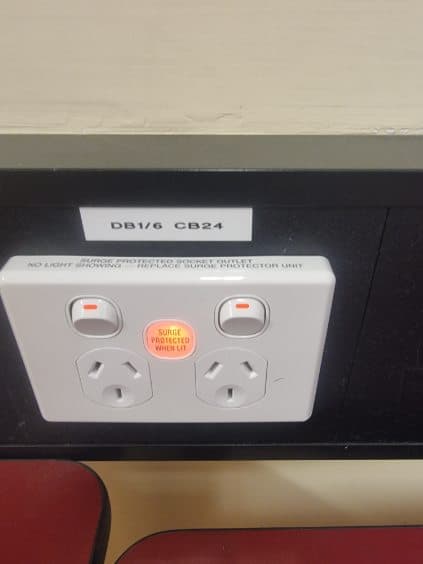 DB1/6 CB24
SURGE PROTECTED SOCKET OUTLET
NO LIGHT SHOWING — REPLACE SURGE PROTECTOR UNIT
SURGE
PROTECTED
WHEN LIT